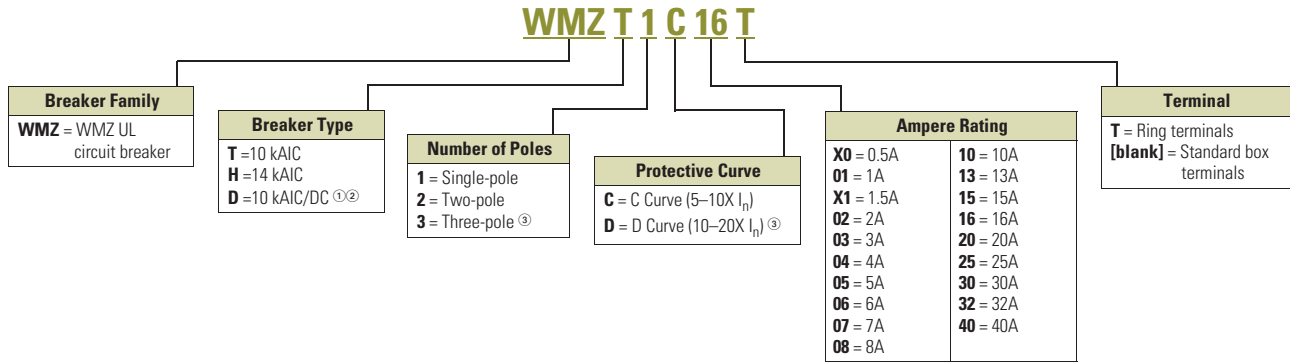 WMZ T 1 C 16 T
Breaker Family
WMZ = WMZ UL
circuit breaker
Breaker Type
T =10 kAIC
H =14 kAIC
D =10 kAIC/DC ①②
Number of Poles
1 = Single-pole
2 = Two-pole
3 = Three-pole ③
Protective Curve
C = C Curve (5–10X In)
D = D Curve (10–20X In) ③
Ampere Rating
X0 = 0.5A
01 = 1A
X1 = 1.5A
02 = 2A
03 = 3A
04 = 4A
05 = 5A
06 = 6A
07 = 7A
08 = 8A
10 = 10A
13 = 13A
15 = 15A
16 = 16A
20 = 20A
25 = 25A
30 = 30A
32 = 32A
40 = 40A
Terminal
T = Ring terminals
[blank] = Standard box
terminals